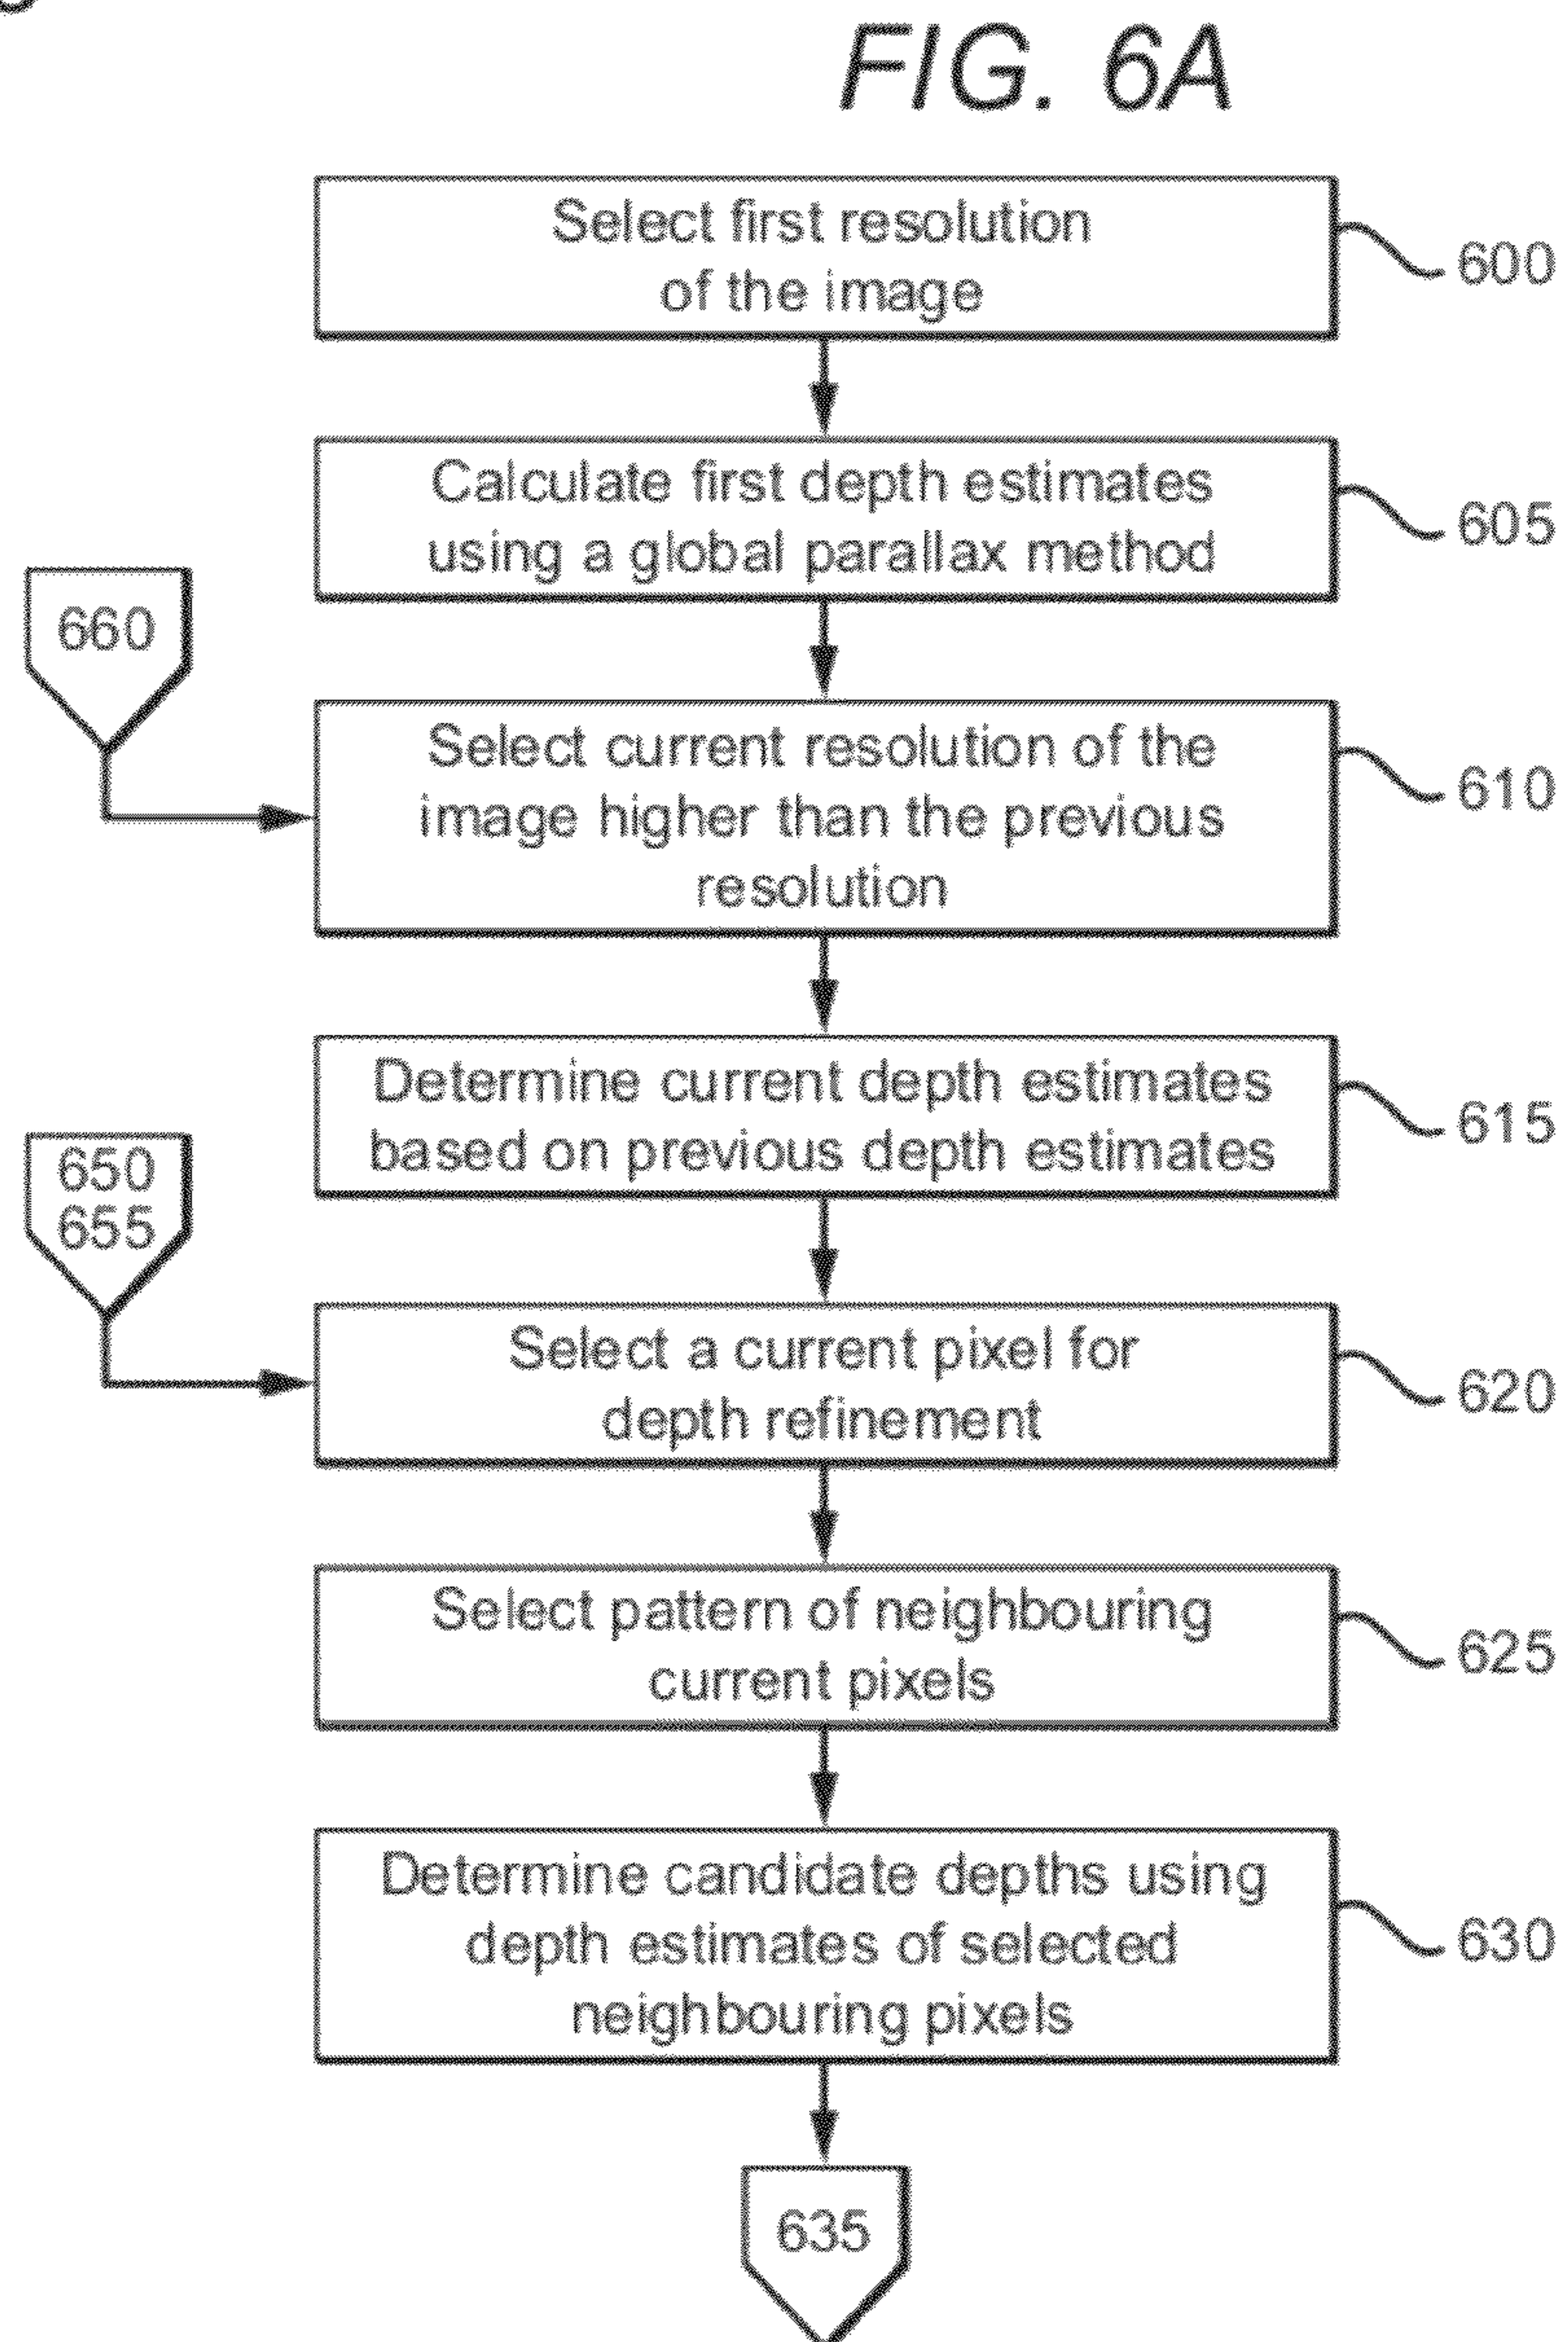 FIG. 6A
Select first resolution
of the image
600
Calculate first depth estimates
using a global parallax method
605
660
Select current resolution of the
image higher than the previous
resolution
610
Determine current depth estimates
based on previous depth estimates
615
650
655
Select a current pixel for
depth refinement
620
Select pattern of neighbouring
current pixels
625
Determine candidate depths using
depth estimates of selected
neighbouring pixels
630
635